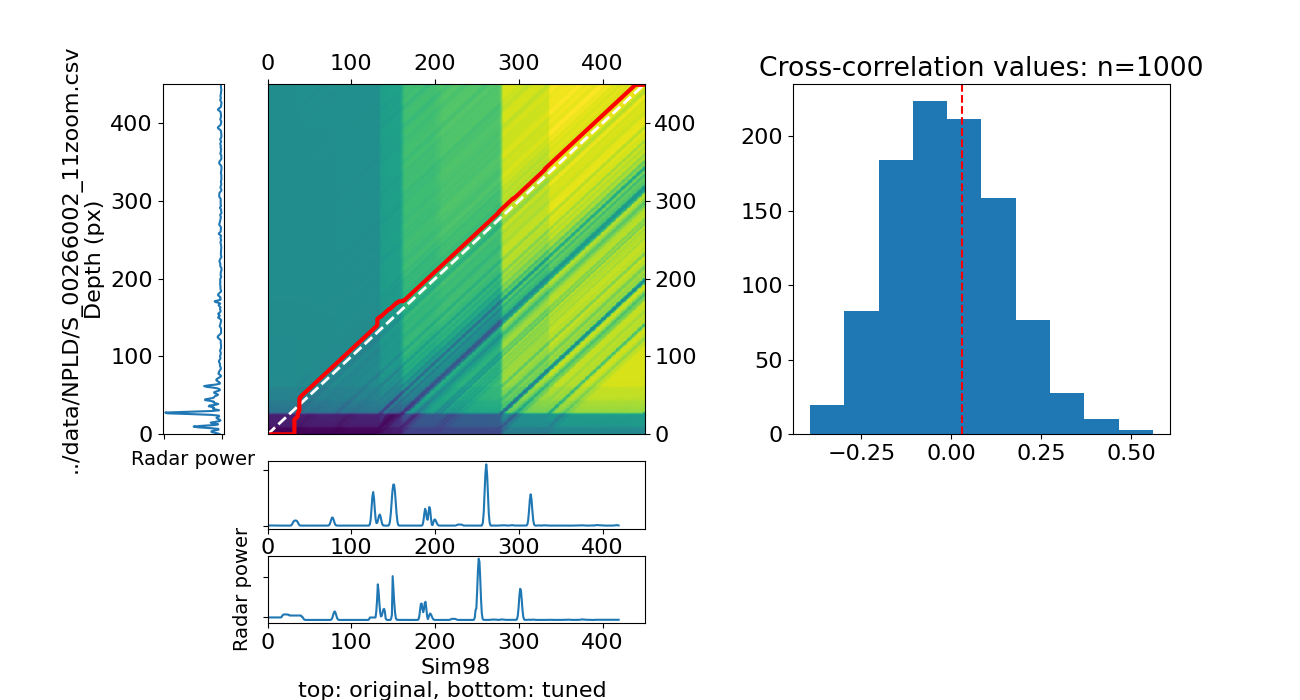 0 100 200 300 400
Cross-correlation values: n=1000
../data/NPLD/S_00266002_11zoom.csv
Depth (px)
400
300
200
100
0
400
300
200
100
0
200
150
100
50
0
−0.25 0.00 0.25 0.50
Radar power
0 100 200 300 400
Radar power
0 100 200 300 400
Sim98
top: original, bottom: tuned